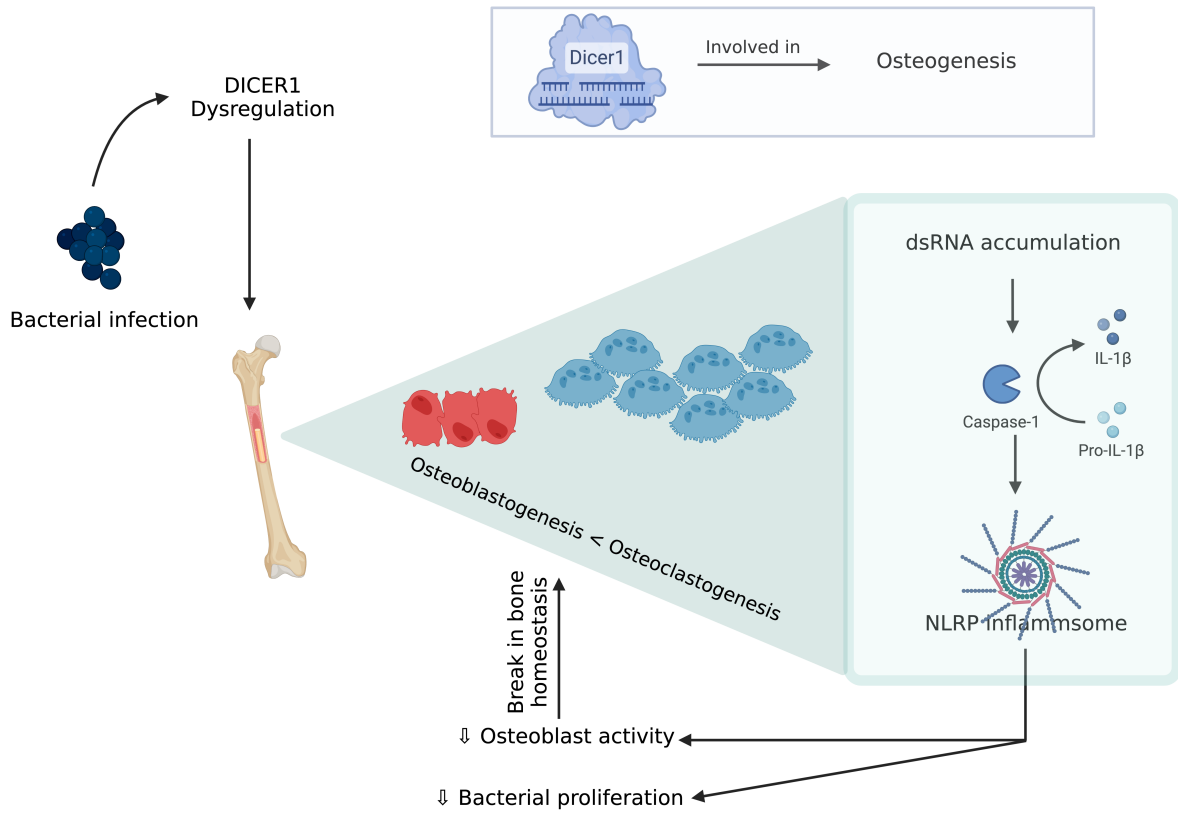 Dicer1
Involved in
Osteogenesis
DICER1
Dysregulation
Bacterial infection
dsRNA accumulation
IL-1β
Caspase-1
Pro-IL-1β
NLRP inflammsome
Osteoblastogenesis < Osteoclastogenesis
Break in bone
homeostasis
⇩ Osteoblast activity
⇩ Bacterial proliferation